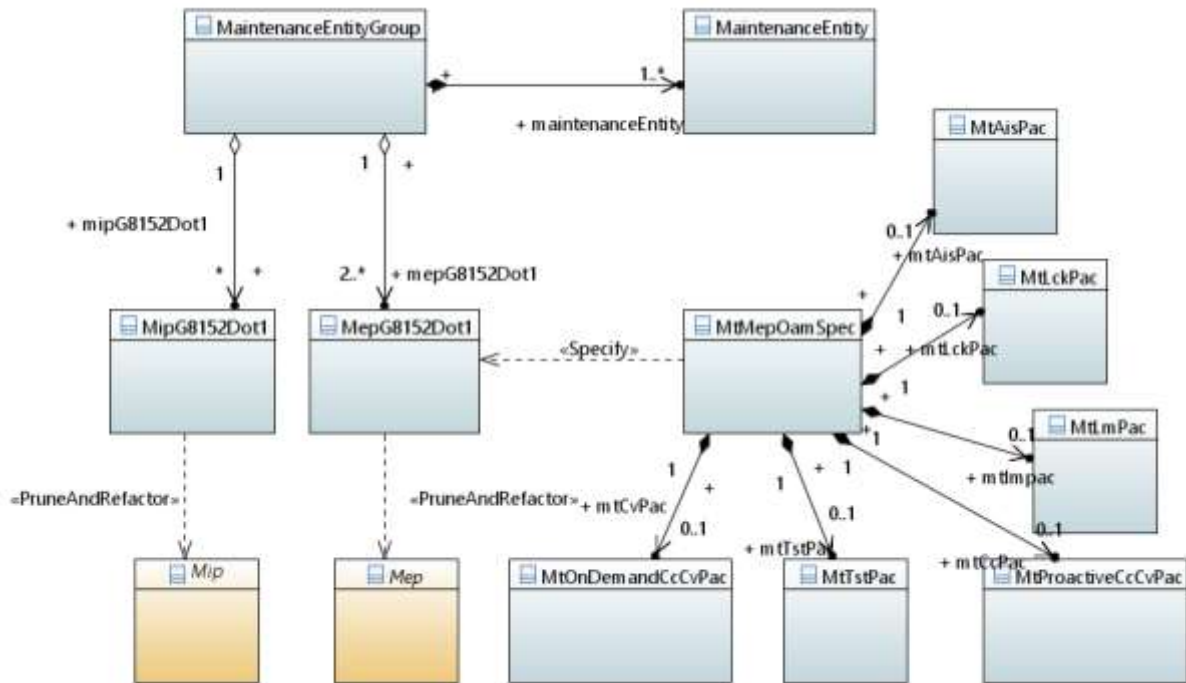 MaintenanceEntityGroup
MaintenanceEntity
+
1..*
+ maintenanceEntity
MtAisPac
1
1
+
+ mipG8152Dot1
0..1
+ mtAisPac
*
+
2..*
+ mepG8152Dot1
MtLckPac
+
1
0..1
MipG8152Dot1
MepG8152Dot1
MtMepOamSpec
«Specify»
+
+ mtLckPac
1
+
MtLmPac
+
1
0..1
1
+ mtlmpac
1
+
1
+
«PruneAndRefactor»
«PruneAndRefactor»
+ mtCvPac
0..1
0..1
0..1
+ mtTstPac
+ mtCcPac
Mip
Mep
MtOnDemandCcCvPac
MtTstPac
MtProactiveCcCvPac